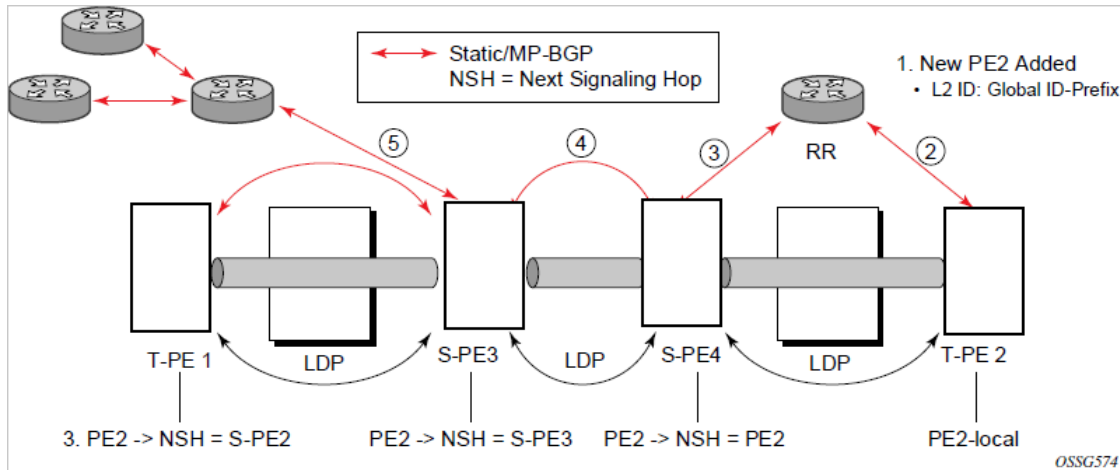 Static/MP-BGP
NSH = Next Signaling Hop
1. New PE2 Added
• L2 ID: Global ID-Prefix
RR
5
4
3
2
LDP
LDP
LDP
T-PE 1
S-PE3
S-PE4
T-PE 2
3. PE2 -> NSH = S-PE2
PE2 -> NSH = S-PE3
PE2 -> NSH = PE2
PE2-local
OSSG574